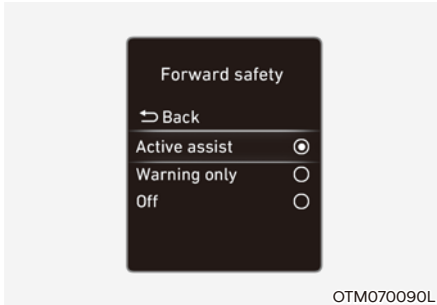 Forward safety
Back
Active assist
Warning only
Off
OTM070090L